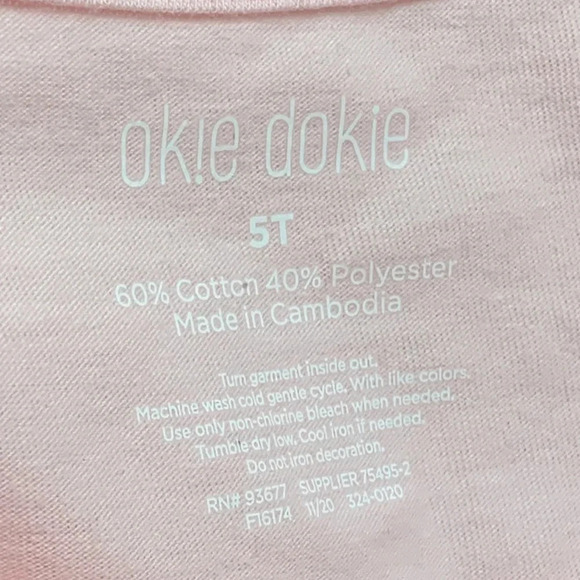 ok!e dokie
5T
60% Cotton 40% Polyester
Made in Cambodia
Turn garment inside out.
Machine wash cold gentle cycle. With like colors.
Use only non-chlorine bleach when needed.
Tumble dry low. Cool iron if needed.
Do not iron decoration.
RN# 93677 SUPPLIER 75495-2
F16174 11/20 324-0120